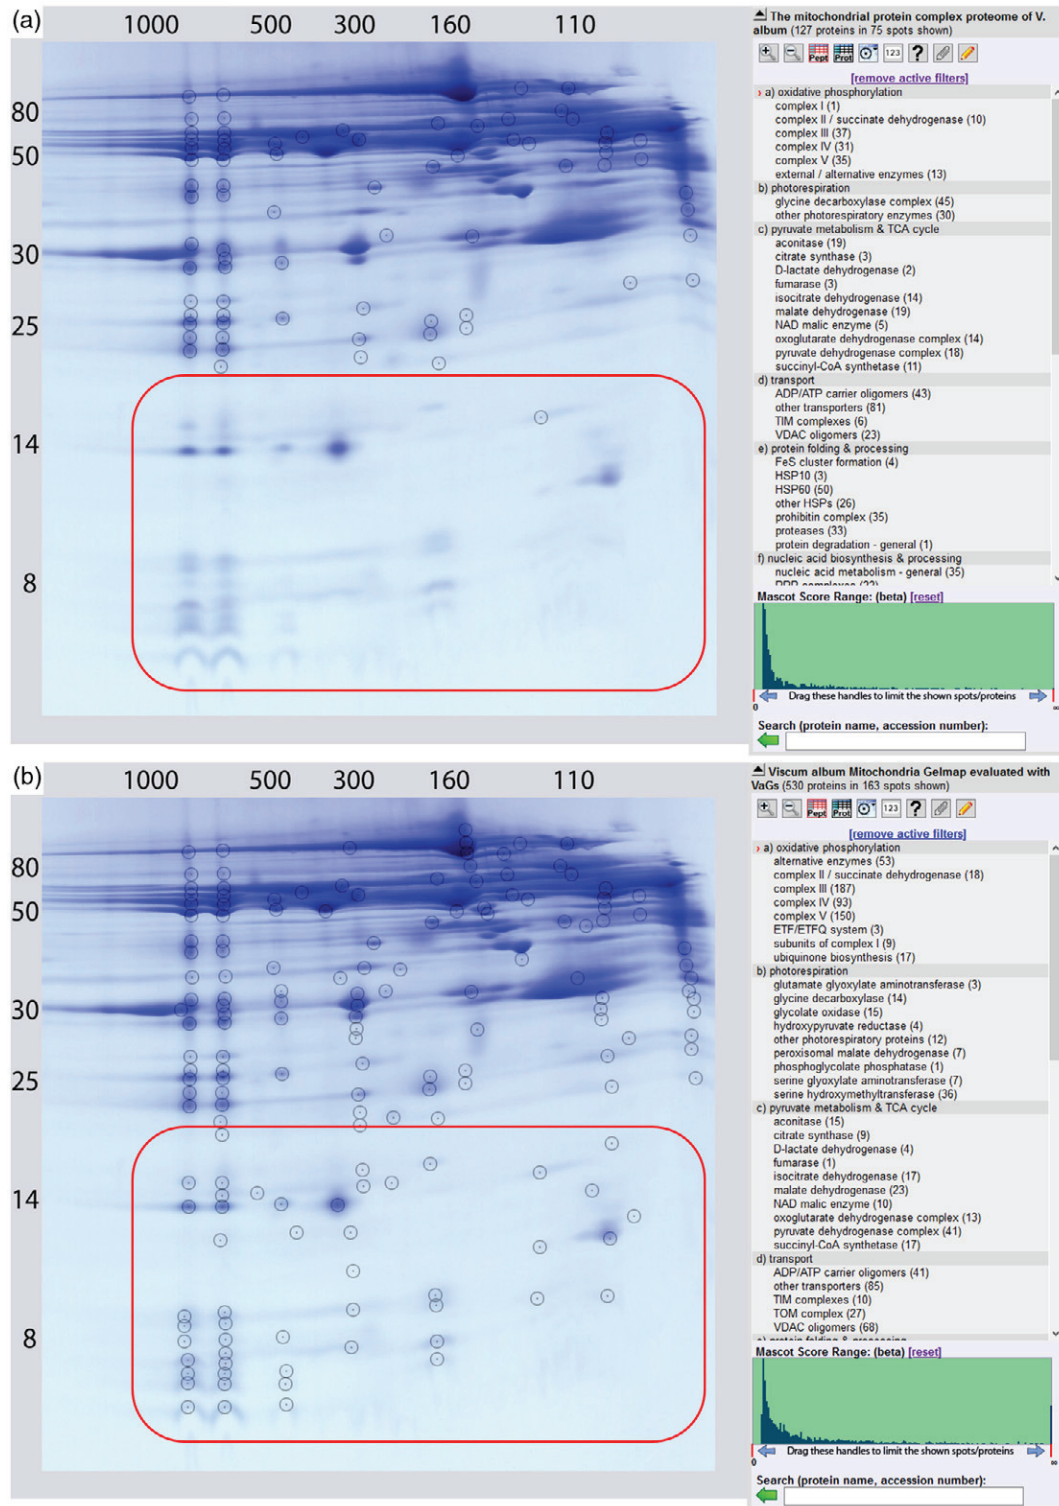 (a)
1000 500 300 160 110
80
50
30
25
14
8
The mitochondrial protein complex proteome of V.
album (127 proteins in 75 spots shown)
Pept Prot 123 ?
[remove active filters]
› a) oxidative phosphorylation
complex I (1)
complex II / succinate dehydrogenase (10)
complex III (37)
complex IV (31)
complex V (35)
external / alternative enzymes (13)
b) photorespiration
glycine decarboxylase complex (45)
other photorespiratory enzymes (30)
c) pyruvate metabolism & TCA cycle
aconitase (19)
citrate synthase (3)
D-lactate dehydrogenase (2)
fumarase (3)
isocitrate dehydrogenase (14)
malate dehydrogenase (19)
NAD malic enzyme (5)
oxoglutarate dehydrogenase complex (14)
pyruvate dehydrogenase complex (18)
succinyl-CoA synthetase (11)
d) transport
ADP/ATP carrier oligomers (43)
other transporters (81)
TIM complexes (6)
VDAC oligomers (23)
e) protein folding & processing
FeS cluster formation (4)
HSP10 (3)
HSP60 (50)
other HSPs (26)
prohibitin complex (35)
proteases (33)
protein degradation - general (1)
f) nucleic acid biosynthesis & processing
nucleic acid metabolism - general (35)
Mascot Score Range: (beta) [reset]
Drag these handles to limit the shown spots/proteins
0 ∞
Search (protein name, accession number):
(b)
1000 500 300 160 110
80
50
30
25
14
8
Viscum album Mitochondria Gelmap evaluated with
VaGs (530 proteins in 163 spots shown)
Pept Prot 123 ?
[remove active filters]
› a) oxidative phosphorylation
alternative enzymes (53)
complex II / succinate dehydrogenase (18)
complex III (187)
complex IV (93)
complex V (150)
ETF/ETFQ system (3)
subunits of complex I (9)
ubiquinone biosynthesis (17)
b) photorespiration
glutamate glyoxylate aminotransferase (3)
glycine decarboxylase (14)
glycolate oxidase (15)
hydroxypyruvate reductase (4)
other photorespiratory proteins (12)
peroxisomal malate dehydrogenase (7)
phosphoglycolate phosphatase (1)
serine glyoxylate aminotransferase (7)
serine hydroxymethyltransferase (36)
c) pyruvate metabolism & TCA cycle
aconitase (15)
citrate synthase (9)
D-lactate dehydrogenase (4)
fumarase (1)
isocitrate dehydrogenase (17)
malate dehydrogenase (23)
NAD malic enzyme (10)
oxoglutarate dehydrogenase complex (13)
pyruvate dehydrogenase complex (41)
succinyl-CoA synthetase (17)
d) transport
ADP/ATP carrier oligomers (41)
other transporters (85)
TIM complexes (10)
TOM complex (27)
VDAC oligomers (68)
e) protein folding & processing
Mascot Score Range: (beta) [reset]
Drag these handles to limit the shown spots/proteins
0 ∞
Search (protein name, accession number):